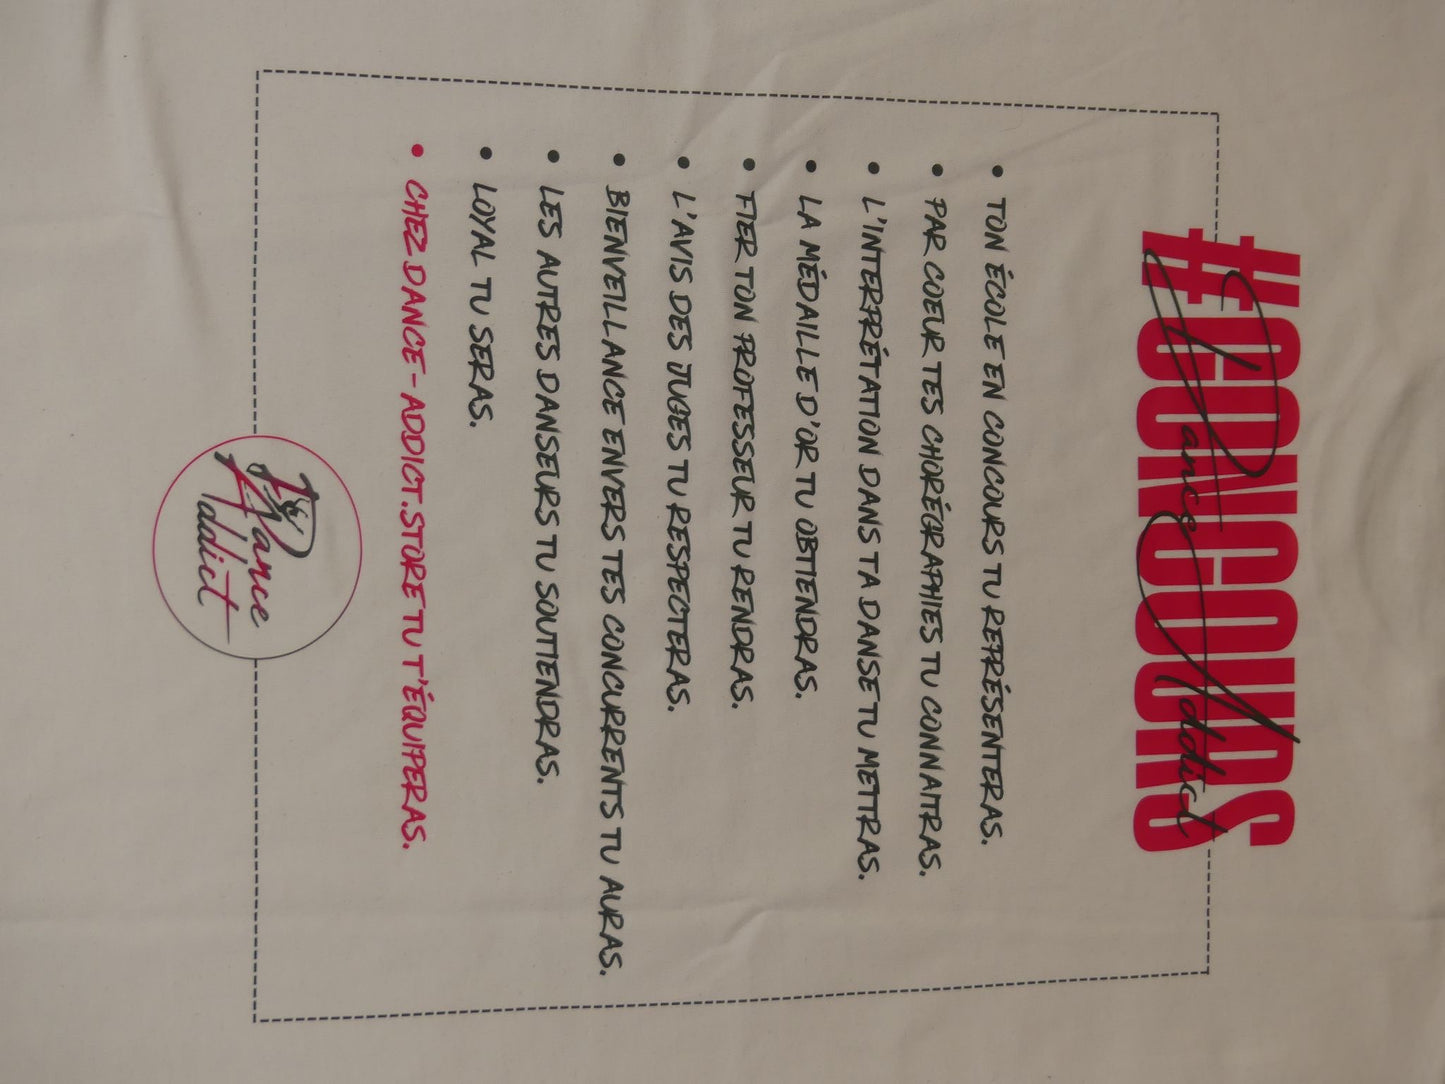 #CONCOURS
Dance Addict
• TON ÉCOLE EN CONCOURS TU REPRÉSENTERAS.
• PAR COEUR TES CHORÉGRAPHIES TU CONNAITRAS.
• L'INTERPRÉTATION DANS TA DANSE TU METTRAS.
• LA MÉDAILLE D'OR TU OBTIENDRAS.
• FIER TON PROFESSEUR TU RENDRAS.
• L'AVIS DES JUGES TU RESPECTERAS.
• BIENVEILLANCE ENVERS TES CONCURRENTS TU AURAS.
• LES AUTRES DANSEURS TU SOUTIENDRAS.
• LOYAL TU SERAS.
• CHEZ DANCE-ADDICT.STORE TU T'ÉQUIPERAS.
Dance
Addict